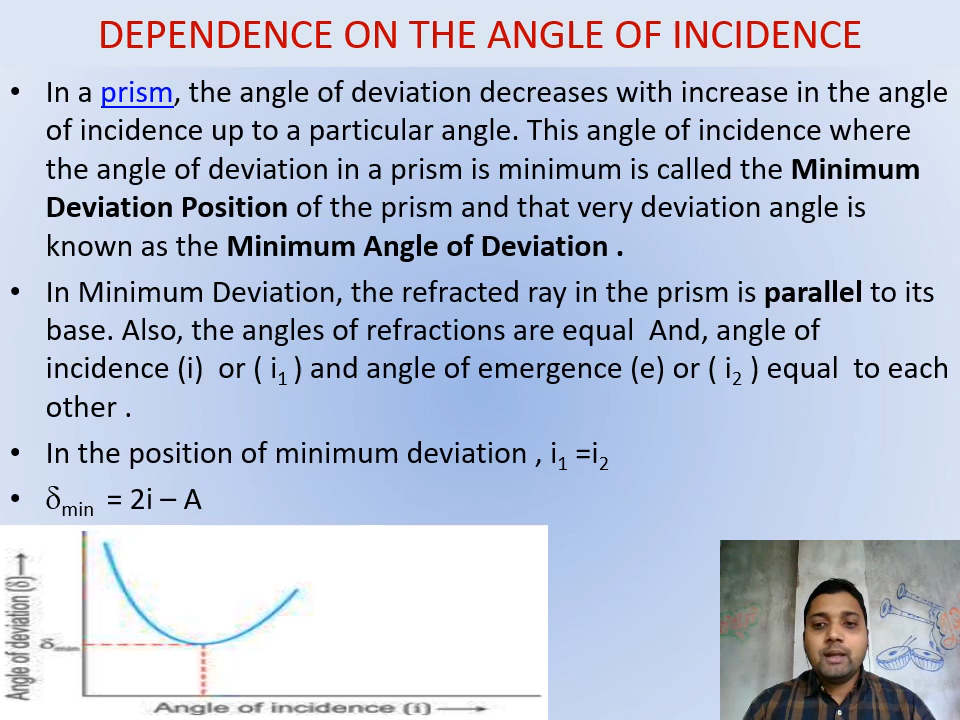 DEPENDENCE ON THE ANGLE OF INCIDENCE
• In a prism, the angle of deviation decreases with increase in the angle
of incidence up to a particular angle. This angle of incidence where
the angle of deviation in a prism is minimum is called the Minimum
Deviation Position of the prism and that very deviation angle is
known as the Minimum Angle of Deviation .
• In Minimum Deviation, the refracted ray in the prism is parallel to its
base. Also, the angles of refractions are equal And, angle of
incidence (i) or ( i₁ ) and angle of emergence (e) or ( i₂ ) equal to each
other .
• In the position of minimum deviation , i₁ =i₂
• δmin = 2i – A
Angle of deviation (δ)
δmin
Angle of incidence (i)